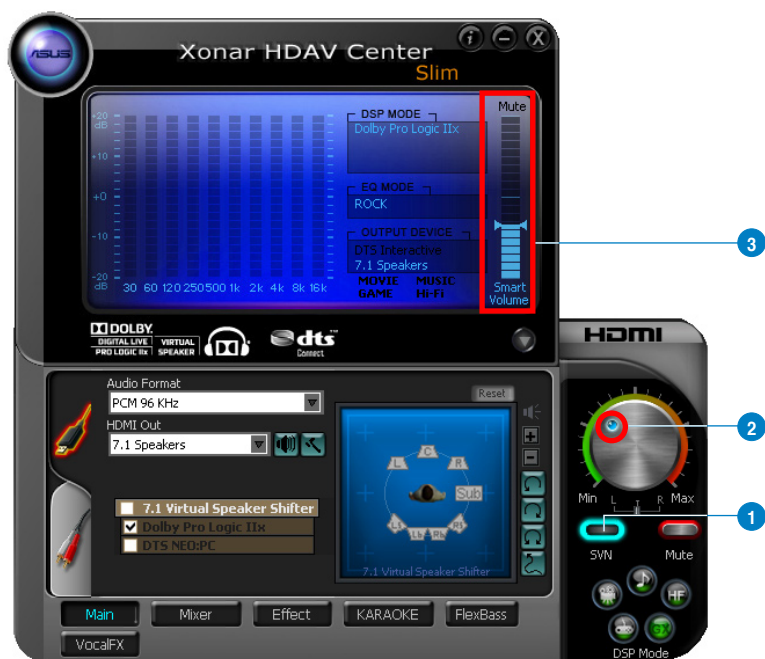 ASUS
Xonar HDAV Center
Slim
+20
dB
+10
+0
-10
-20
dB
30 60 120 250 500 1k 2k 4k 8k 16k
DSP MODE
Dolby Pro Logic IIx
EQ MODE
ROCK
OUTPUT DEVICE
DTS Interactive
7.1 Speakers
MOVIE MUSIC
GAME Hi-Fi
Mute
Smart
Volume
3
DOLBY
DIGITAL LIVE
PRO LOGIC IIx
VIRTUAL
SPEAKER
dts
Connect
HDMI
Audio Format
PCM 96 KHz
HDMI Out
7.1 Speakers
Reset
L C R
Sub
Ls Lb Rb Rs
7.1 Virtual Speaker Shifter
7.1 Virtual Speaker Shifter
Dolby Pro Logic IIx
DTS NEO:PC
2
Min L R Max
1
SVN Mute
HF
GX
DSP Mode
Main Mixer Effect KARAOKE FlexBass
VocalFX